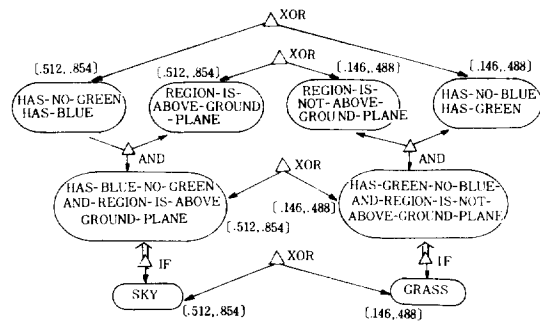 XOR
XOR
[.512,.854]
[.512,.854]
[.146,.488]
[.146,.488]
HAS-NO-GREEN
HAS-BLUE
REGION-IS-
ABOVE-GROUND-
-PLANE
REGION-IS-
NOT-ABOVE-
GROUND-PLANE
HAS-NO-BLUE
HAS-GREEN
AND
AND
XOR
HAS-BLUE-NO-GREEN
AND-REGION-IS-ABOVE
GROUND-PLANE
HAS-GREEN-NO-BLUE-
AND-REGION-IS-NOT-
ABOVE-GROUND-PLANE
[.512,.854]
[.146,.488]
IF
XOR
IF
SKY
GRASS
[.512,.854]
[.146,.488]